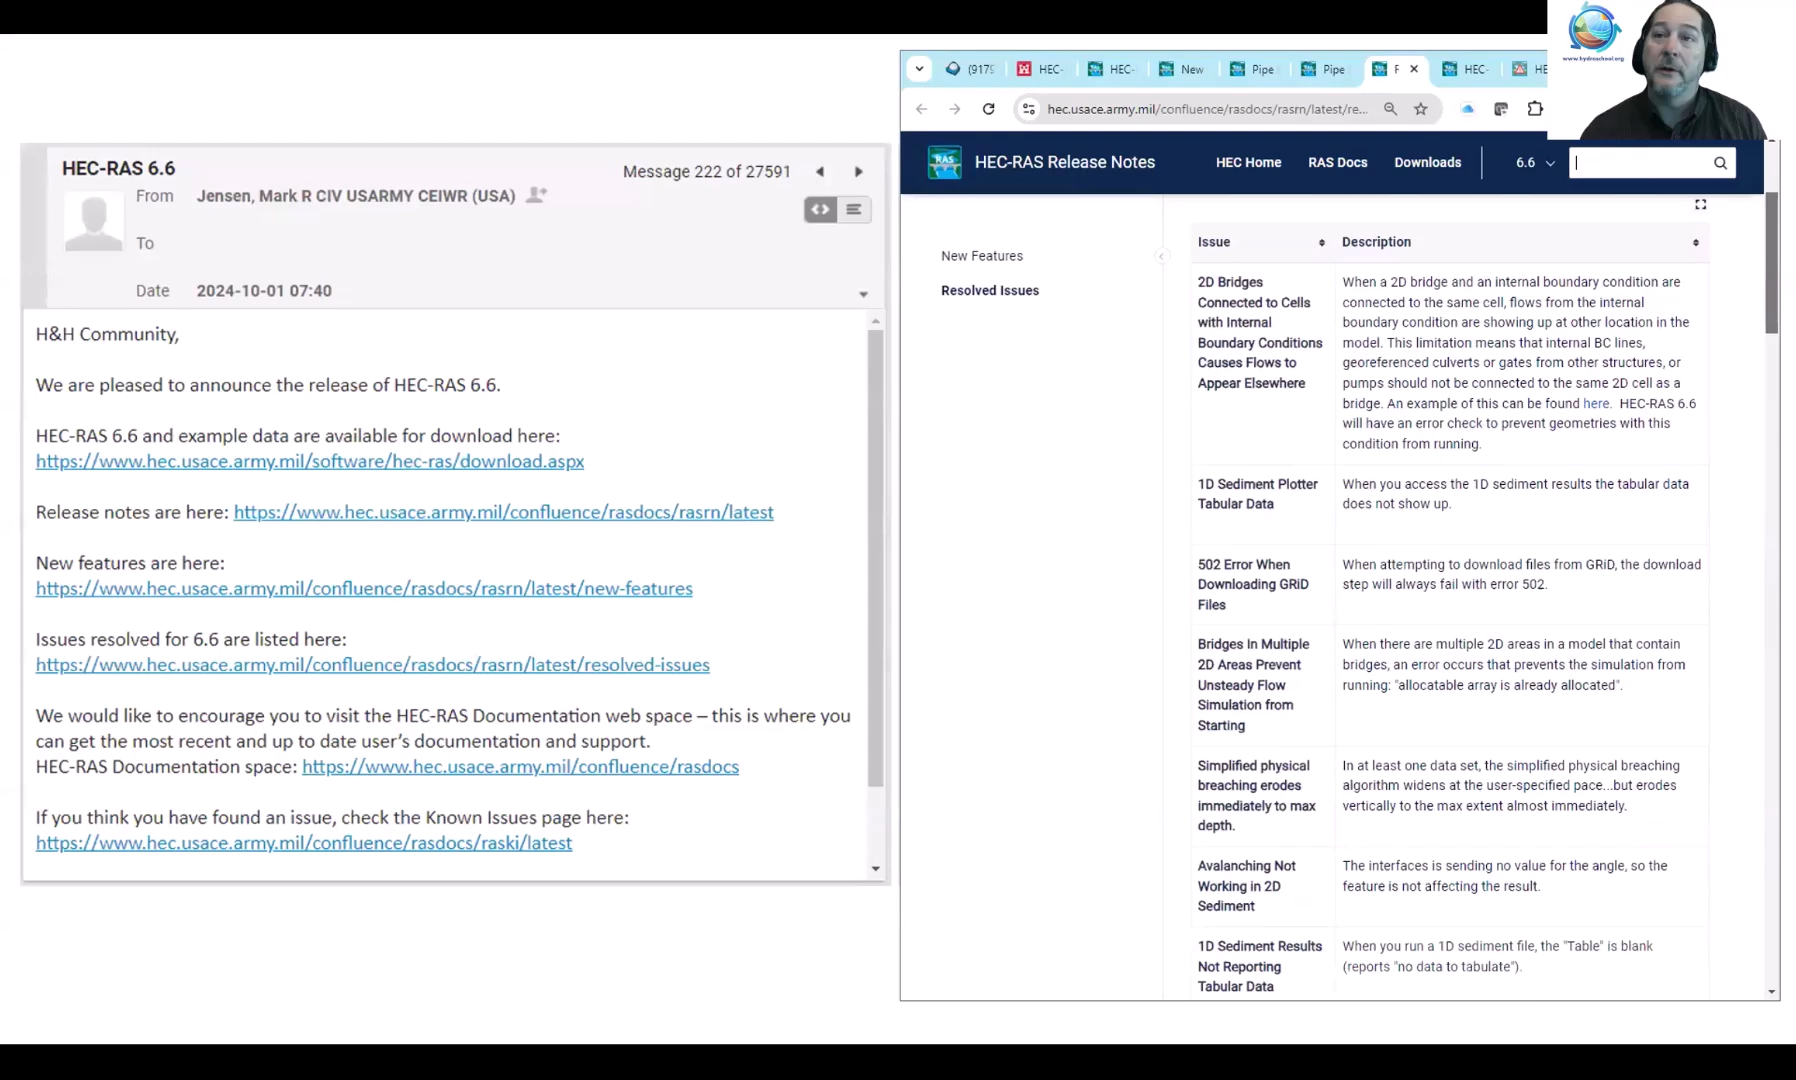 HEC-RAS 6.6
Message 222 of 27591
From Jensen, Mark R CIV USARMY CEIWR (USA)
To
Date 2024-10-01 07:40
H&H Community,
We are pleased to announce the release of HEC-RAS 6.6.
HEC-RAS 6.6 and example data are available for download here:
https://www.hec.usace.army.mil/software/hec-ras/download.aspx
Release notes are here: https://www.hec.usace.army.mil/confluence/rasdocs/rasrn/latest
New features are here:
https://www.hec.usace.army.mil/confluence/rasdocs/rasrn/latest/new-features
Issues resolved for 6.6 are listed here:
https://www.hec.usace.army.mil/confluence/rasdocs/rasrn/latest/resolved-issues
We would like to encourage you to visit the HEC-RAS Documentation web space – this is where you
can get the most recent and up to date user's documentation and support.
HEC-RAS Documentation space: https://www.hec.usace.army.mil/confluence/rasdocs
If you think you have found an issue, check the Known Issues page here:
https://www.hec.usace.army.mil/confluence/rasdocs/raski/latest
(917 HEC- HEC- New Pipe Pipe F HEC- HE
www.hydroschool.org
hec.usace.army.mil/confluence/rasdocs/rasrn/latest/re...
RAS HEC-RAS Release Notes HEC Home RAS Docs Downloads 6.6
New Features
Resolved Issues
Issue Description
2D Bridges
Connected to Cells
with Internal
Boundary Conditions
Causes Flows to
Appear Elsewhere
When a 2D bridge and an internal boundary condition are
connected to the same cell, flows from the internal
boundary condition are showing up at other location in the
model. This limitation means that internal BC lines,
georeferenced culverts or gates from other structures, or
pumps should not be connected to the same 2D cell as a
bridge. An example of this can be found here. HEC-RAS 6.6
will have an error check to prevent geometries with this
condition from running.
1D Sediment Plotter
Tabular Data
When you access the 1D sediment results the tabular data
does not show up.
502 Error When
Downloading GRiD
Files
When attempting to download files from GRiD, the download
step will always fail with error 502.
Bridges In Multiple
2D Areas Prevent
Unsteady Flow
Simulation from
Starting
When there are multiple 2D areas in a model that contain
bridges, an error occurs that prevents the simulation from
running: "allocatable array is already allocated".
Simplified physical
breaching erodes
immediately to max
depth.
In at least one data set, the simplified physical breaching
algorithm widens at the user-specified pace...but erodes
vertically to the max extent almost immediately.
Avalanching Not
Working in 2D
Sediment
The interfaces is sending no value for the angle, so the
feature is not affecting the result.
1D Sediment Results
Not Reporting
Tabular Data
When you run a 1D sediment file, the "Table" is blank
(reports "no data to tabulate").